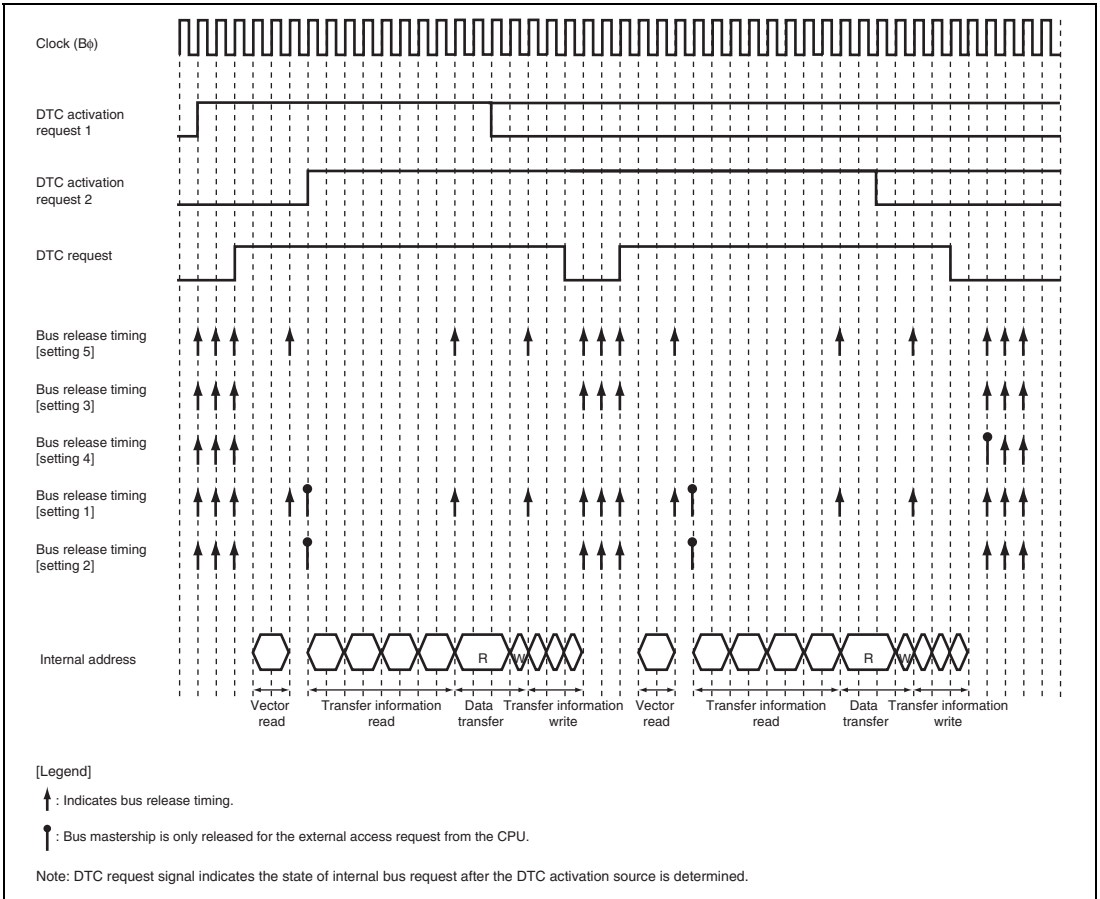 Clock (Bϕ)
DTC activation
request 1
DTC activation
request 2
DTC request
Bus release timing
[setting 5]
Bus release timing
[setting 3]
Bus release timing
[setting 4]
Bus release timing
[setting 1]
Bus release timing
[setting 2]
Internal address
R W R W
Vector Transfer information Data Transfer information Vector Transfer information Data Transfer information
read read transfer write read read transfer write
[Legend]
: Indicates bus release timing.
: Bus mastership is only released for the external access request from the CPU.
Note: DTC request signal indicates the state of internal bus request after the DTC activation source is determined.